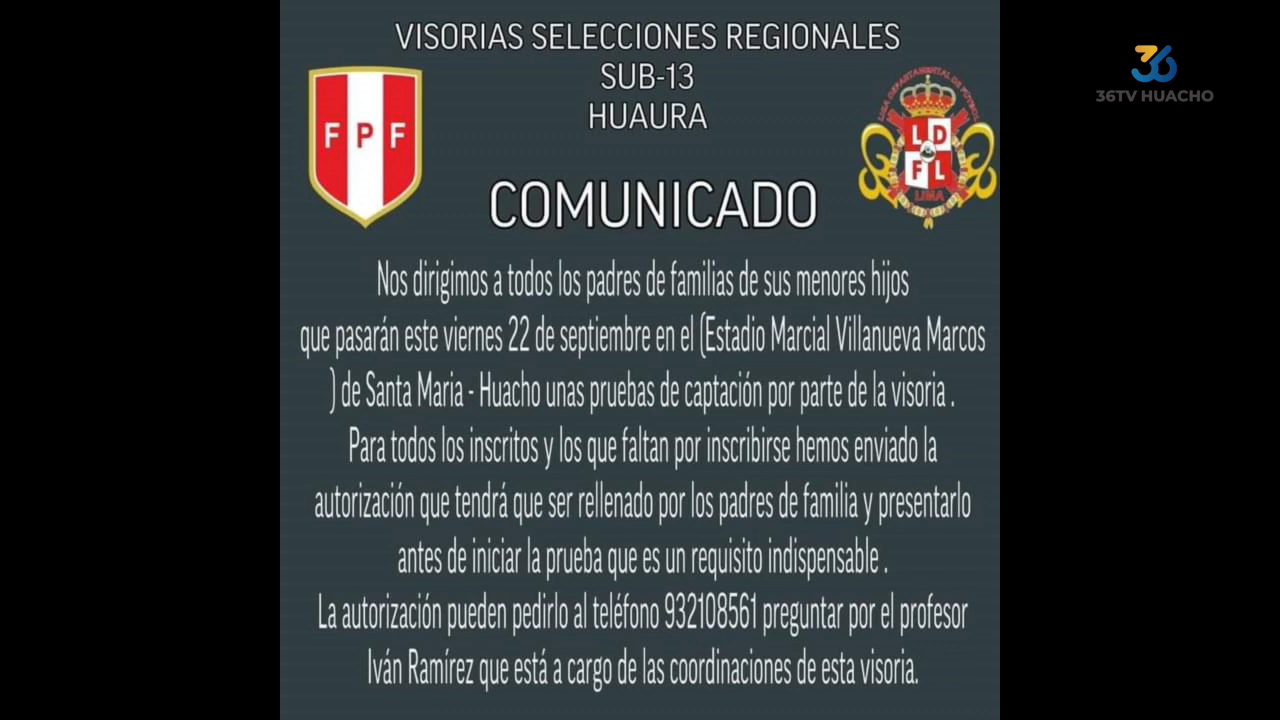 VISORIAS SELECCIONES REGIONALES
SUB-13
HUAURA
36
36TV HUACHO
FPF
LIGA DEPARTAMENTAL DE FÚTBOL
LD
FL
LIMA
COMUNICADO
Nos dirigimos a todos los padres de familias de sus menores hijos
que pasarán este viernes 22 de septiembre en el (Estadio Marcial Villanueva Marcos
) de Santa Maria - Huacho unas pruebas de captación por parte de la visoria .
Para todos los inscritos y los que faltan por inscribirse hemos enviado la
autorización que tendrá que ser rellenado por los padres de familia y presentarlo
antes de iniciar la prueba que es un requisito indispensable .
La autorización pueden pedirlo al teléfono 932108561 preguntar por el profesor
Iván Ramírez que está a cargo de las coordinaciones de esta visoria.